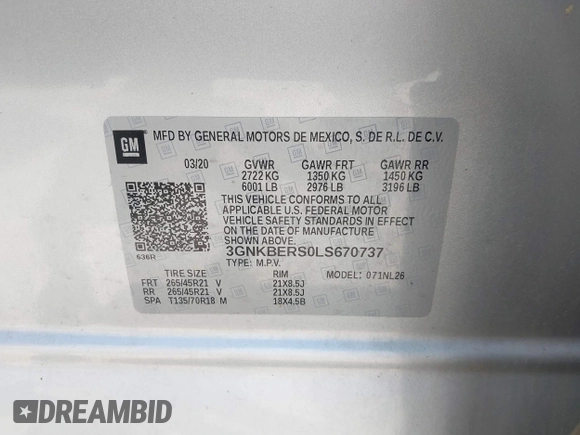 GM
MFD BY GENERAL MOTORS DE MEXICO, S. DE R.L. DE C.V.
03/20 GVWR GAWR FRT GAWR RR
2722 KG 1350 KG 1450 KG
6001 LB 2976 LB 3196 LB
THIS VEHICLE CONFORMS TO ALL
APPLICABLE U.S. FEDERAL MOTOR
VEHICLE SAFETY STANDARDS IN EFFECT
ON THE DATE OF MANUFACTURE
636R 3GNKBERS0LS670737
TYPE: M.P.V. MODEL: 071NL26
TIRE SIZE RIM
FRT 265/45R21 V 21X8.5J
RR 265/45R21 V 21X8.5J
SPA T135/70R18 M 18X4.5B
DREAMBID